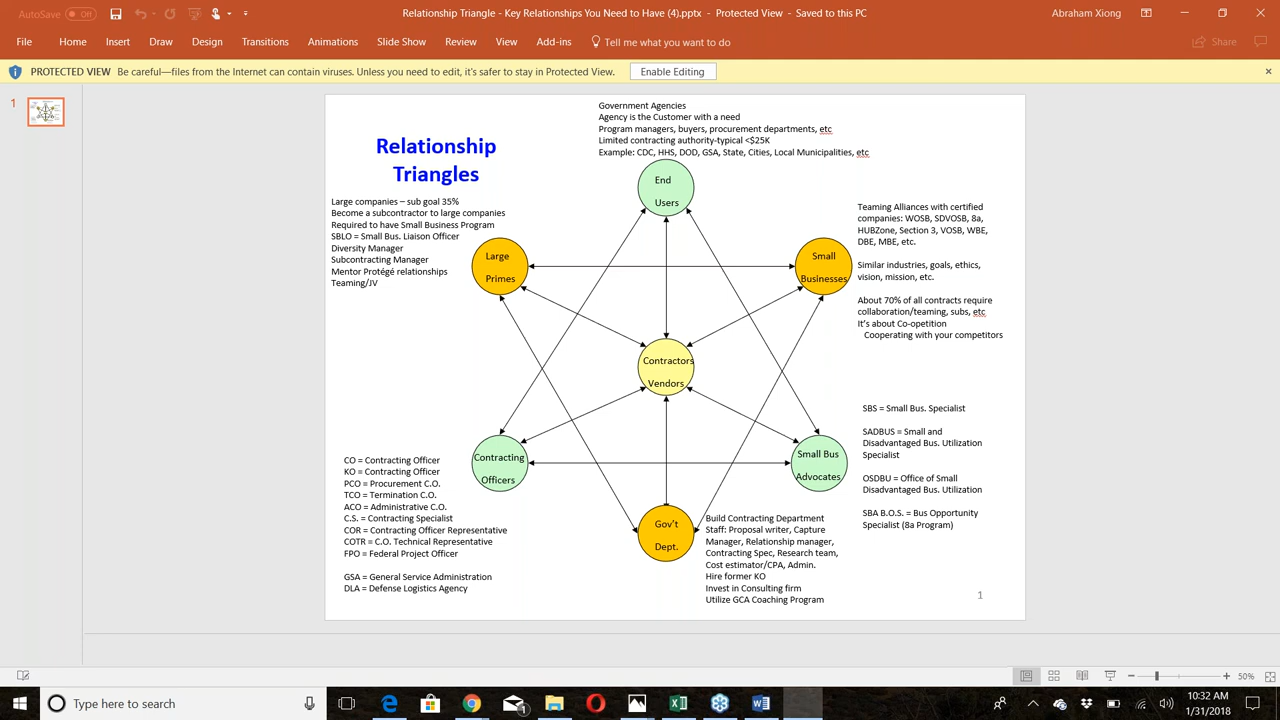 AutoSave Off
Relationship Triangle - Key Relationships You Need to Have (4).pptx - Protected View - Saved to this PC
Abraham Xiong
File Home Insert Draw Design Transitions Animations Slide Show Review View Add-ins Tell me what you want to do
Share
PROTECTED VIEW Be careful—files from the Internet can contain viruses. Unless you need to edit, it's safer to stay in Protected View. Enable Editing
1
Government Agencies
Agency is the Customer with a need
Program managers, buyers, procurement departments, etc
Limited contracting authority-typical <$25K
Example: CDC, HHS, DOD, GSA, State, Cities, Local Municipalities, etc
Relationship
Triangles
End
Users
Large companies – sub goal 35%
Become a subcontractor to large companies
Required to have Small Business Program
SBLO = Small Bus. Liaison Officer
Diversity Manager
Subcontracting Manager
Mentor Protégé relationships
Teaming/JV
Large
Primes
Small
Businesses
Teaming Alliances with certified
companies: WOSB, SDVOSB, 8a,
HUBZone, Section 3, VOSB, WBE,
DBE, MBE, etc.
Similar industries, goals, ethics,
vision, mission, etc.
About 70% of all contracts require
collaboration/teaming, subs, etc
It's about Co-opetition
Cooperating with your competitors
Contractors
Vendors
Contracting
Officers
Small Bus
Advocates
SBS = Small Bus. Specialist
SADBUS = Small and
Disadvantaged Bus. Utilization
Specialist
OSDBU = Office of Small
Disadvantaged Bus. Utilization
SBA B.O.S. = Bus Opportunity
Specialist (8a Program)
CO = Contracting Officer
KO = Contracting Officer
PCO = Procurement C.O.
TCO = Termination C.O.
ACO = Administrative C.O.
C.S. = Contracting Specialist
COR = Contracting Officer Representative
COTR = C.O. Technical Representative
FPO = Federal Project Officer
GSA = General Service Administration
DLA = Defense Logistics Agency
Gov't
Dept.
Build Contracting Department
Staff: Proposal writer, Capture
Manager, Relationship manager,
Contracting Spec, Research team,
Cost estimator/CPA, Admin.
Hire former KO
Invest in Consulting firm
Utilize GCA Coaching Program
1
50%
Type here to search
10:32 AM
1/31/2018